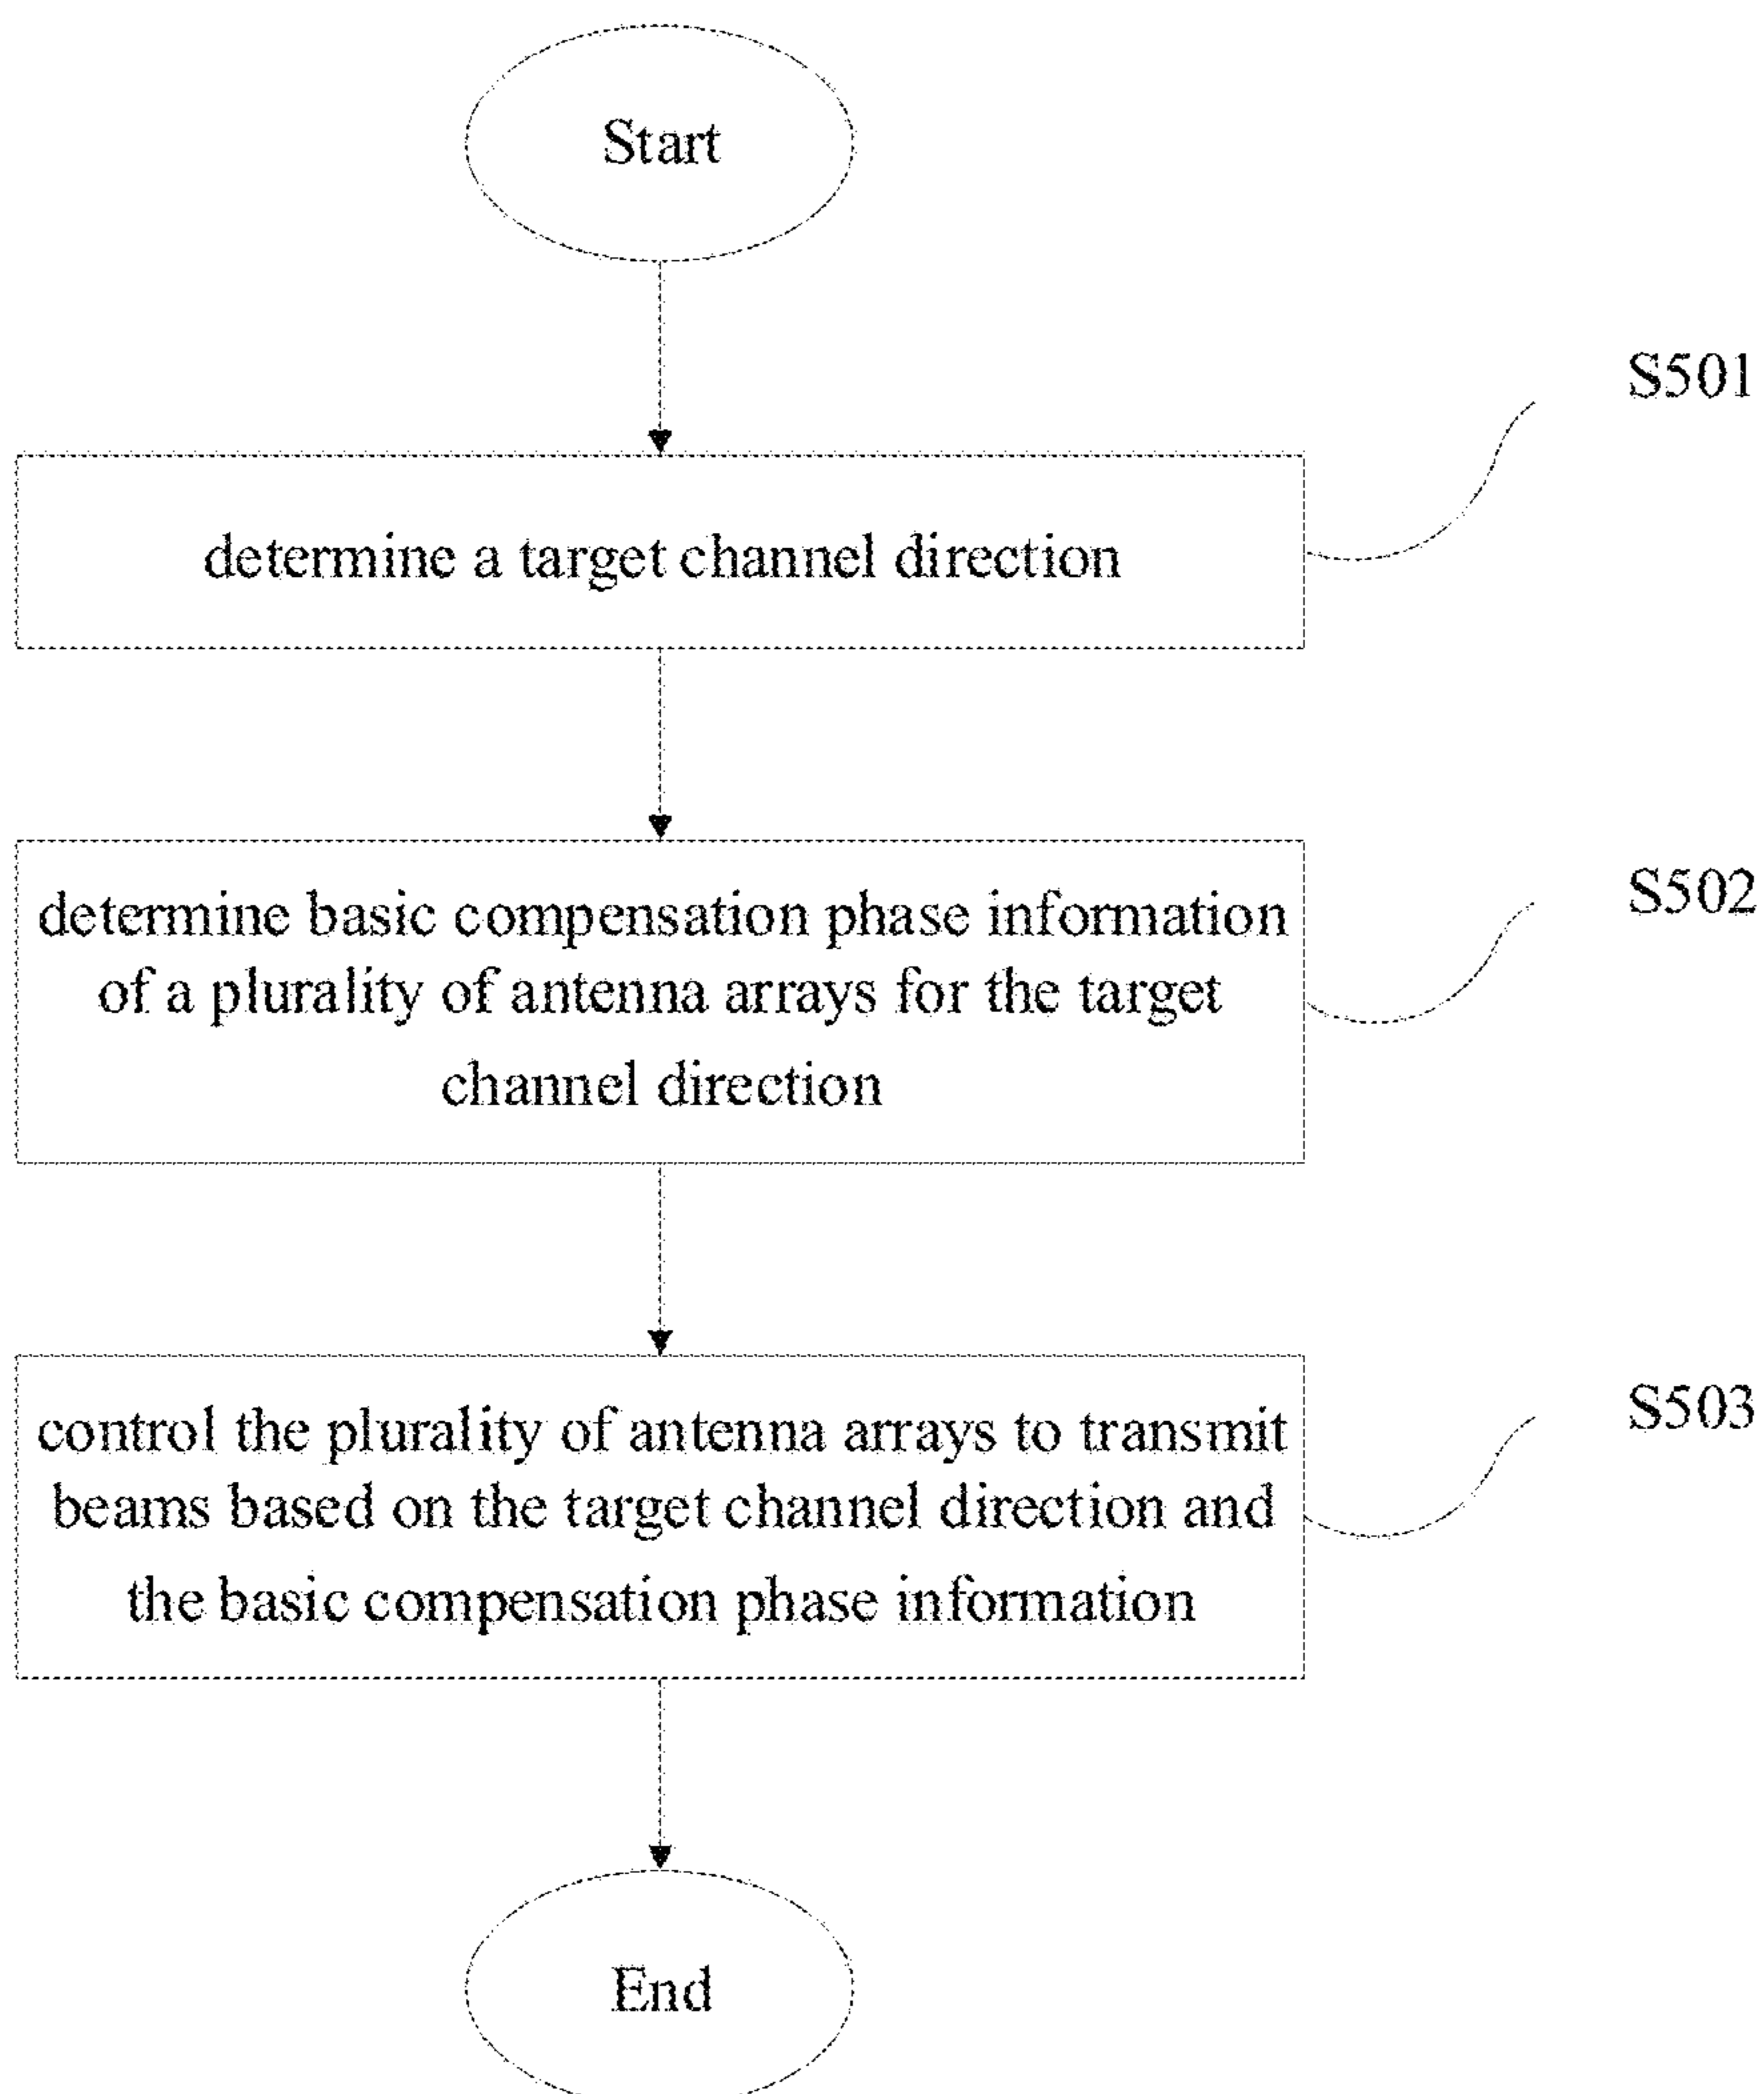 Start
S501
determine a target channel direction
S502
determine basic compensation phase information
of a plurality of antenna arrays for the target
channel direction
S503
control the plurality of antenna arrays to transmit
beams based on the target channel direction and
the basic compensation phase information
End